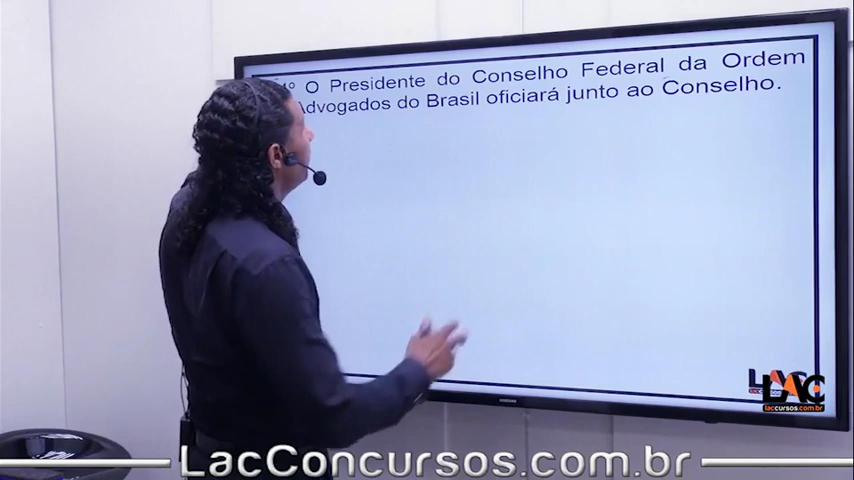 O Presidente do Conselho Federal da Ordem
Advogados do Brasil oficiará junto ao Conselho.
SAMSUNG
LAC
laccursos.com.br
LacConcursos.com.br